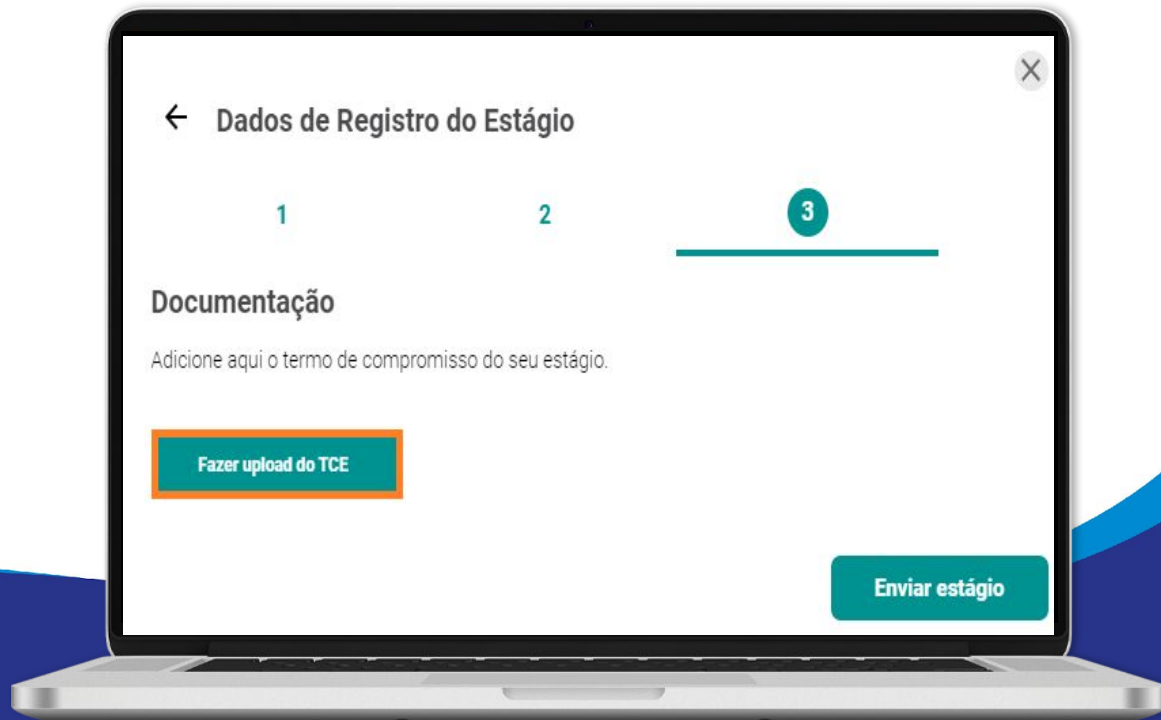 Dados de Registro do Estágio
1
2
3
Documentação
Adicione aqui o termo de compromisso do seu estágio.
Fazer upload do TCE
Enviar estágio